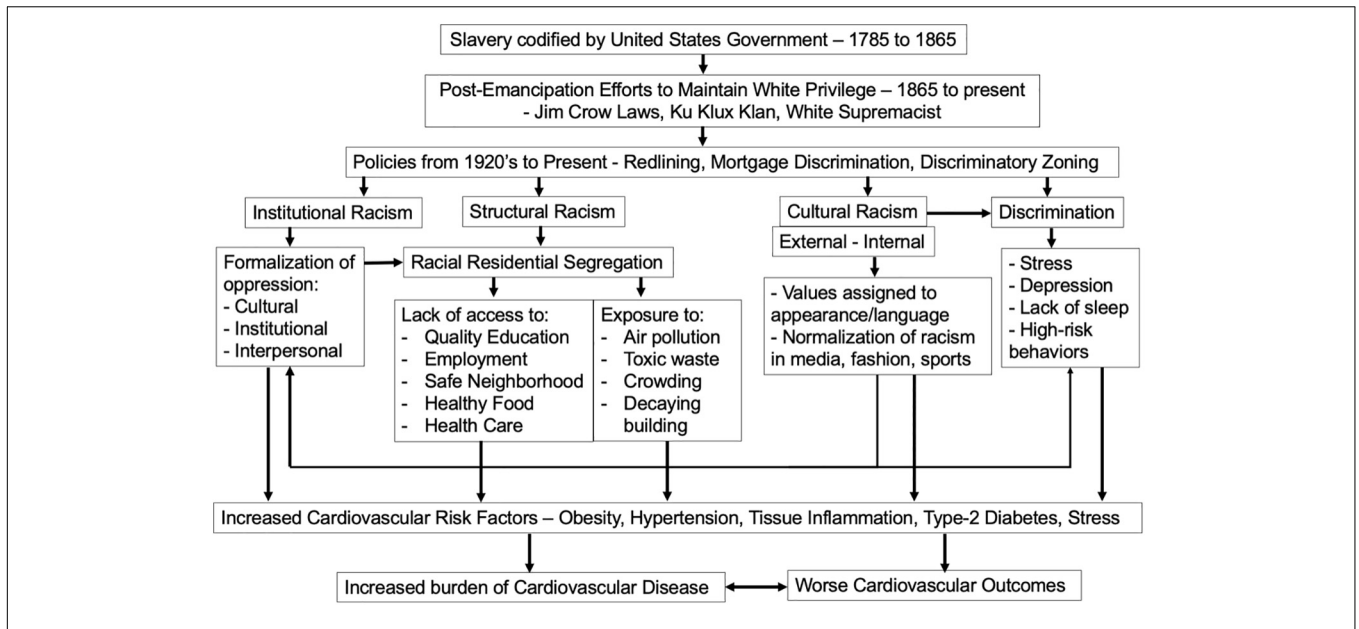 Slavery codified by United States Government – 1785 to 1865
Post-Emancipation Efforts to Maintain White Privilege – 1865 to present
- Jim Crow Laws, Ku Klux Klan, White Supremacist
Policies from 1920's to Present - Redlining, Mortgage Discrimination, Discriminatory Zoning
Institutional Racism
Structural Racism
Cultural Racism
Discrimination
External - Internal
Formalization of
oppression:
- Cultural
- Institutional
- Interpersonal
Racial Residential Segregation
Lack of access to:
- Quality Education
- Employment
- Safe Neighborhood
- Healthy Food
- Health Care
Exposure to:
- Air pollution
- Toxic waste
- Crowding
- Decaying
building
- Values assigned to
appearance/language
- Normalization of racism
in media, fashion, sports
- Stress
- Depression
- Lack of sleep
- High-risk
behaviors
Increased Cardiovascular Risk Factors – Obesity, Hypertension, Tissue Inflammation, Type-2 Diabetes, Stress
Increased burden of Cardiovascular Disease
Worse Cardiovascular Outcomes